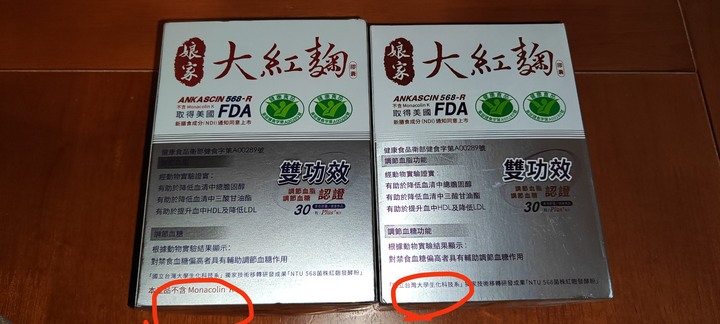 娘家
大紅麴
膠囊
ANKASCIN 568-R
不含 Monacolin K
取得美國 FDA
新膳食成分(NDI)通知同意上市
健康食品衛部健食字第A00289號
調節血脂功能
經動物實驗證實:
有助於降低血清中總膽固醇
有助於降低血清中三酸甘油酯
有助於提升血中HDL及降低LDL
雙功效
調節血脂
調節血糖
認證
30
調節血糖
根據動物實驗結果顯示:
對禁食血糖偏高者具有輔助調節血糖作用
「國立台灣大學生化科技系」獨家技術移轉研發成果「NTU 568菌株紅麴發酵粉」
本產品不含 Monacolin K
娘家
大紅麴
膠囊
ANKASCIN 568-R
不含 Monacolin K
取得美國 FDA
新膳食成分(NDI)通知同意上市
健康食品衛部健食字第A00289號
調節血脂功能
經動物實驗證實:
有助於降低血清中總膽固醇
有助於降低血清中三酸甘油酯
有助於提升血中HDL及降低LDL
雙功效
調節血脂
調節血糖
認證
30
調節血糖功能
根據動物實驗結果顯示:
對禁食血糖偏高者具有輔助調節血糖作用
「國立台灣大學生化科技系」獨家技術移轉研發成果「NTU 568菌株紅麴發酵粉」